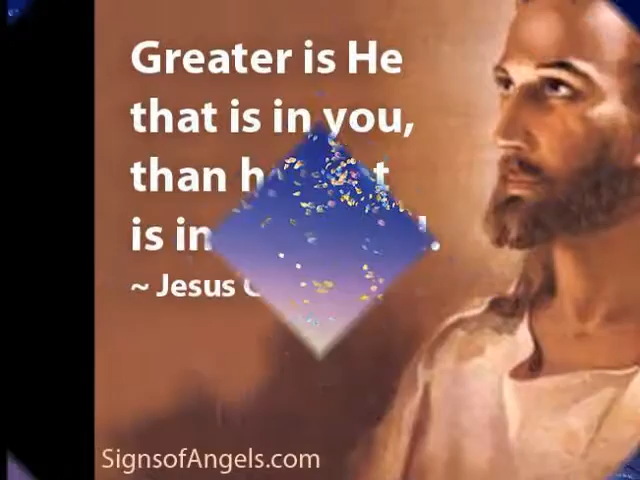 Greater is He
that is in you,
than
is in
~ Jesus
SignsofAngels.com